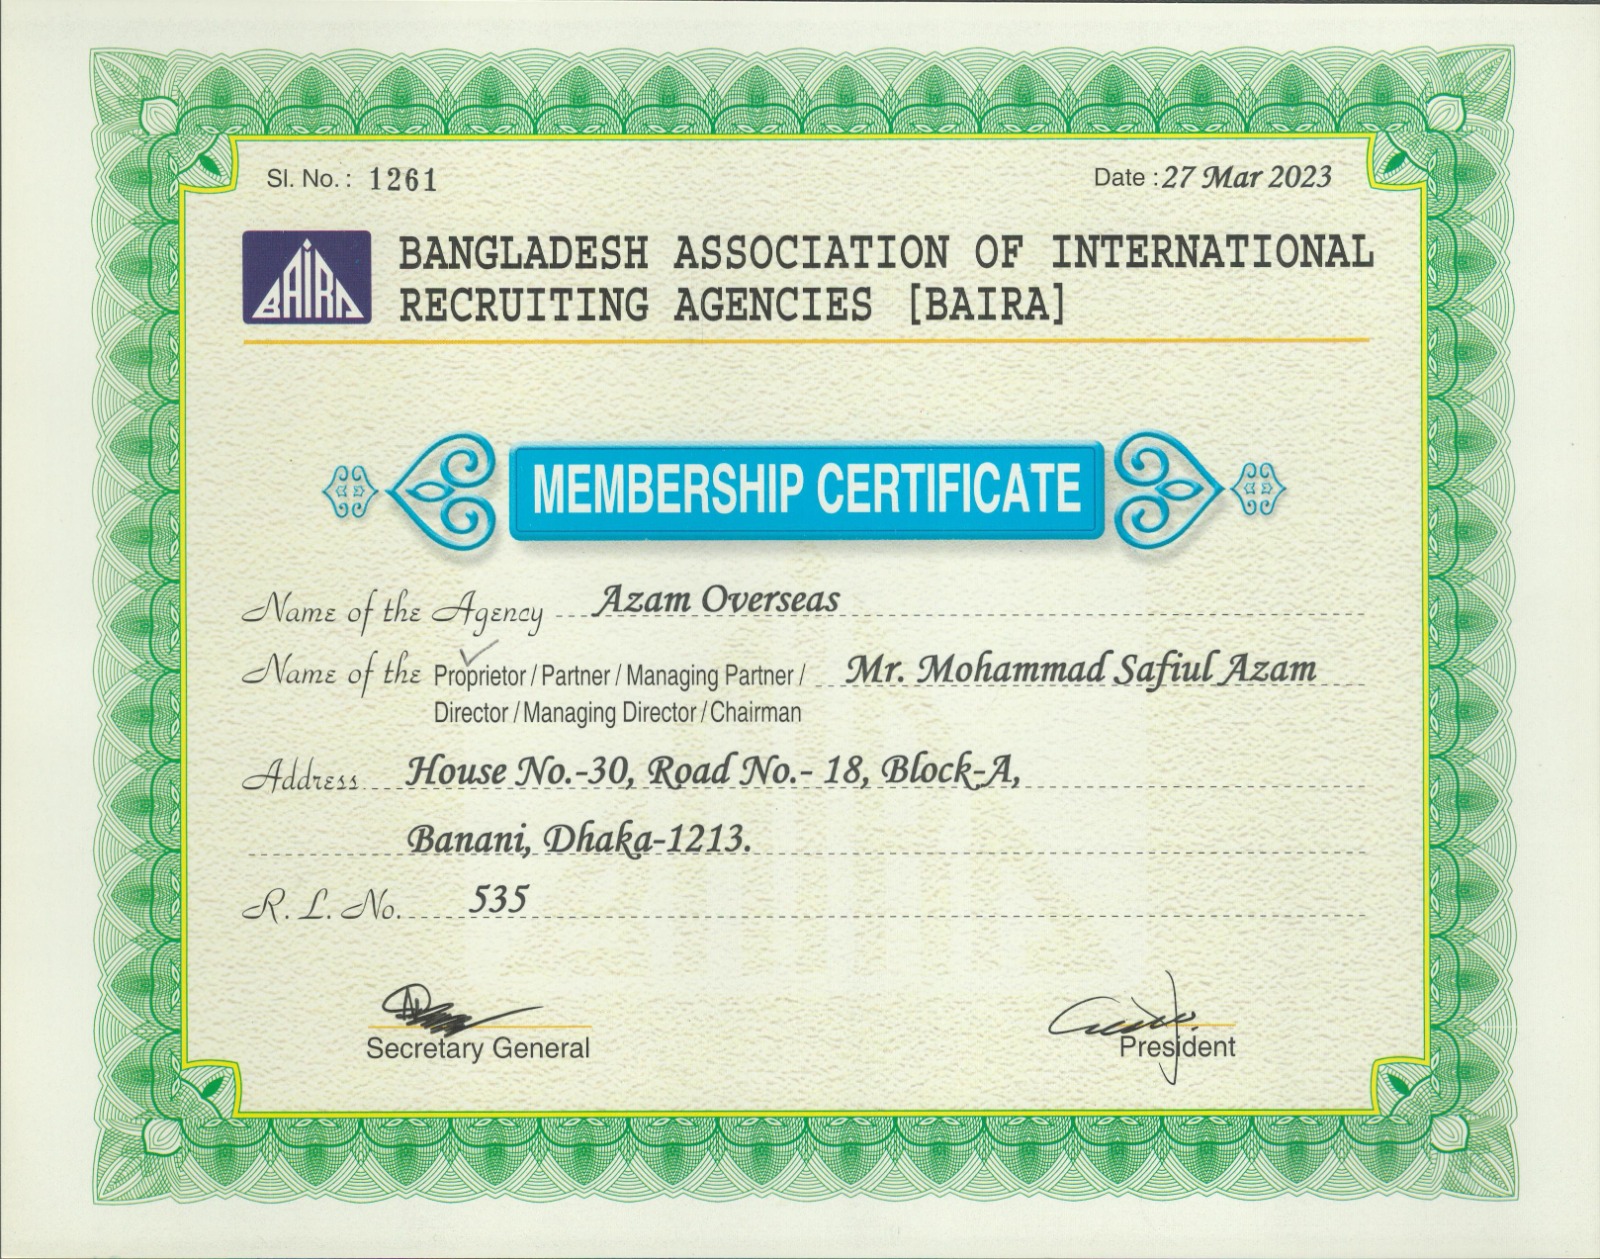 Sl. No. : 1261 Date : 27 Mar 2023
BAIRA
BANGLADESH ASSOCIATION OF INTERNATIONAL
RECRUITING AGENCIES [BAIRA]
MEMBERSHIP CERTIFICATE
Name of the Agency Azam Overseas
Name of the Proprietor / Partner / Managing Partner / Mr. Mohammad Safiul Azam
Director / Managing Director / Chairman
Address House No.-30, Road No.- 18, Block-A,
Banani, Dhaka-1213.
R. L. No. 535
Secretary General President